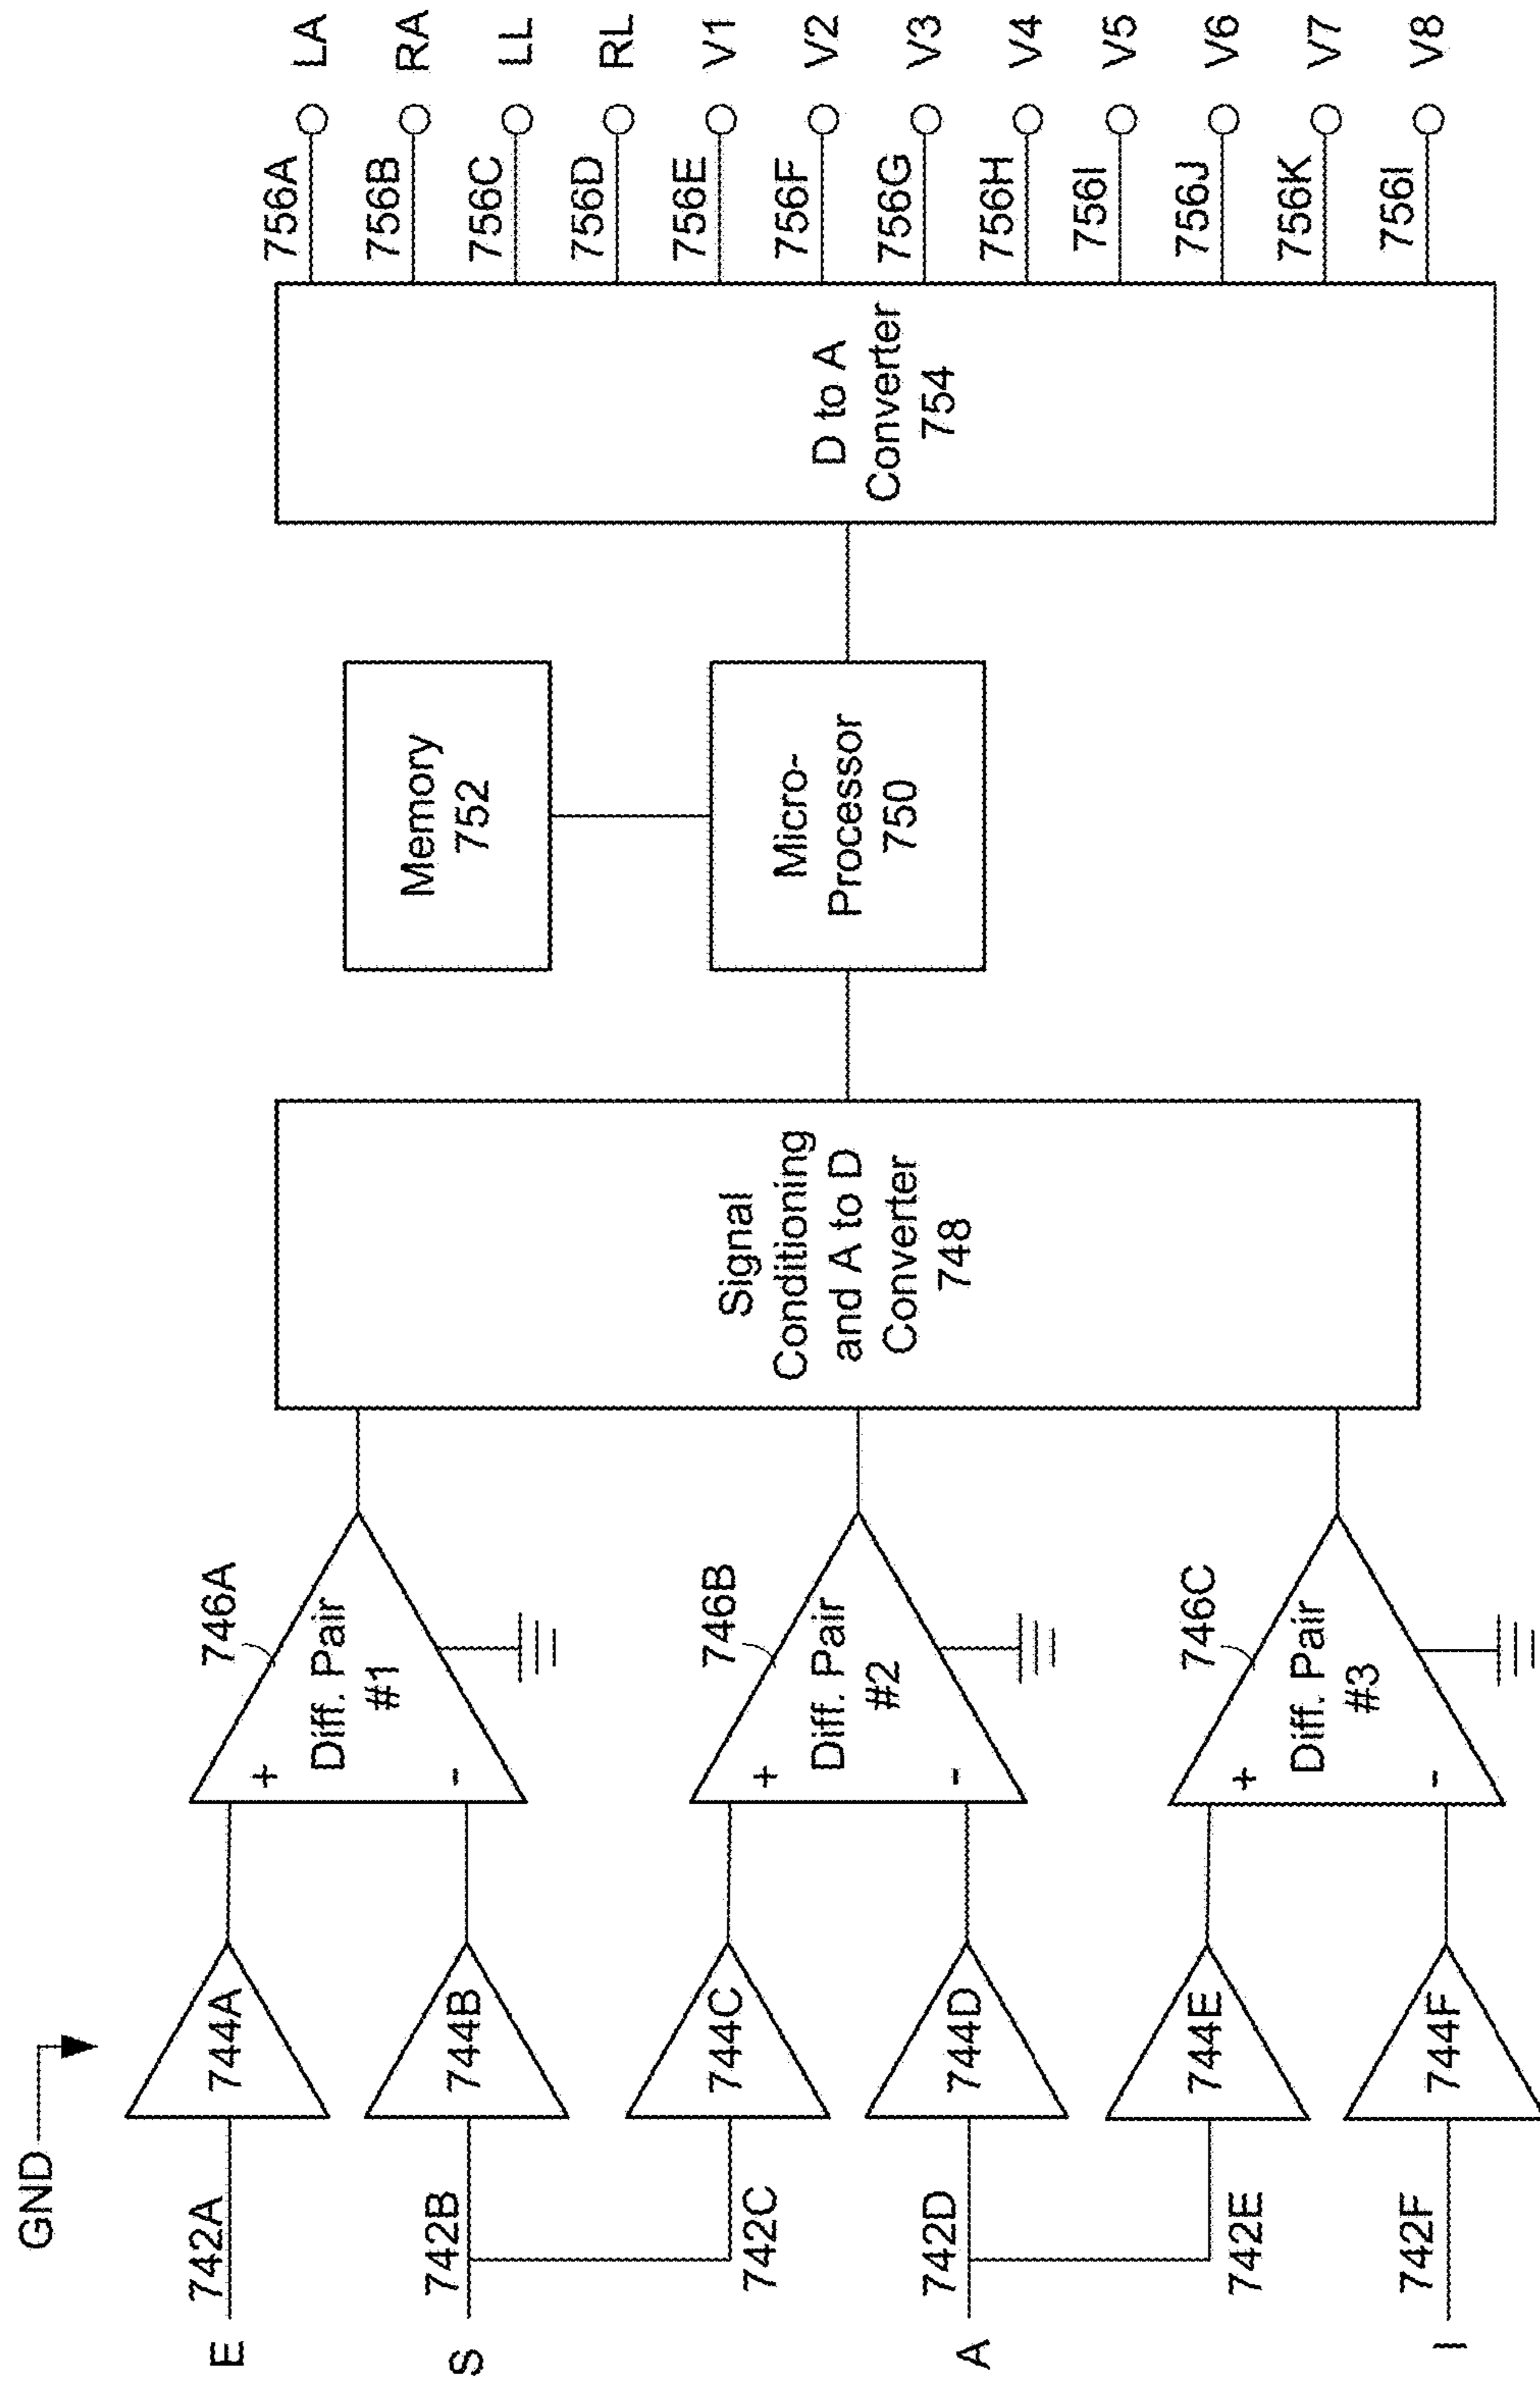 GND
E
742A
744A
S
742B
744B
742C
744C
A
742D
744D
742E
744E
I
742F
744F
746A
+
Diff. Pair
#1
-
746B
+
Diff. Pair
#2
-
746C
+
Diff. Pair
#3
-
Signal
Conditioning
and A to D
Converter
748
Memory
752
Micro-
Processor
750
D to A
Converter
754
756A LA
756B RA
756C LL
756D RL
756E V1
756F V2
756G V3
756H V4
756I V5
756J V6
756K V7
756I V8